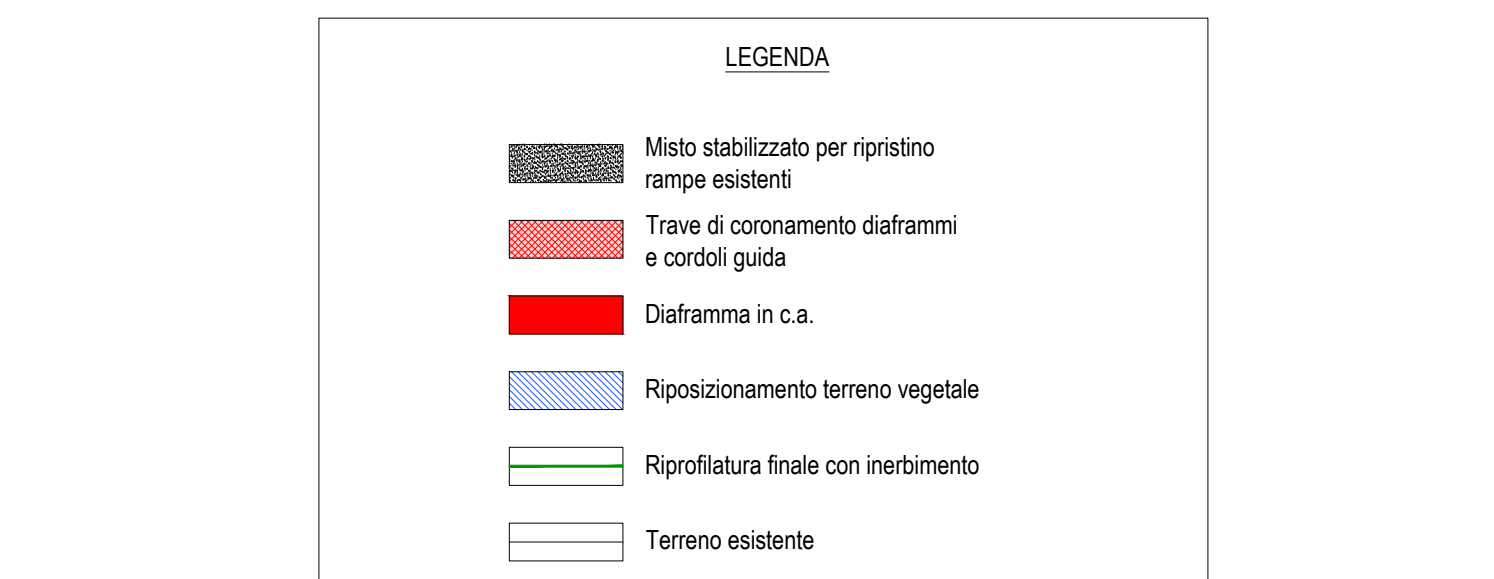 LEGENDA
Misto stabilizzato per ripristino
rampe esistenti
Trave di coronamento diaframmi
e cordoli guida
Diaframma in c.a.
Riposizionamento terreno vegetale
Riprofilatura finale con inerbimento
Terreno esistente